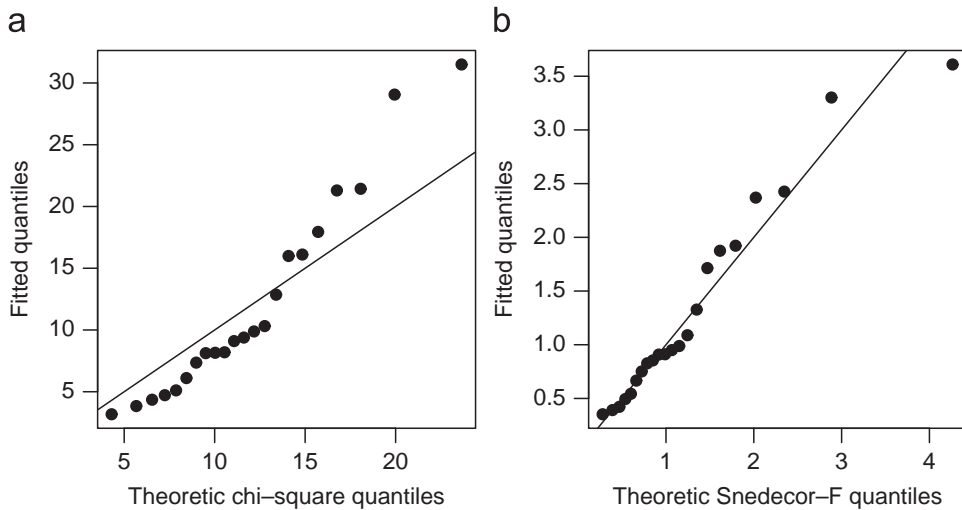 a
b
30
25
20
15
10
5
Fitted quantiles
5 10 15 20
Theoretic chi–square quantiles
3.5
3.0
2.5
2.0
1.5
1.0
0.5
Fitted quantiles
1 2 3 4
Theoretic Snedecor–F quantiles